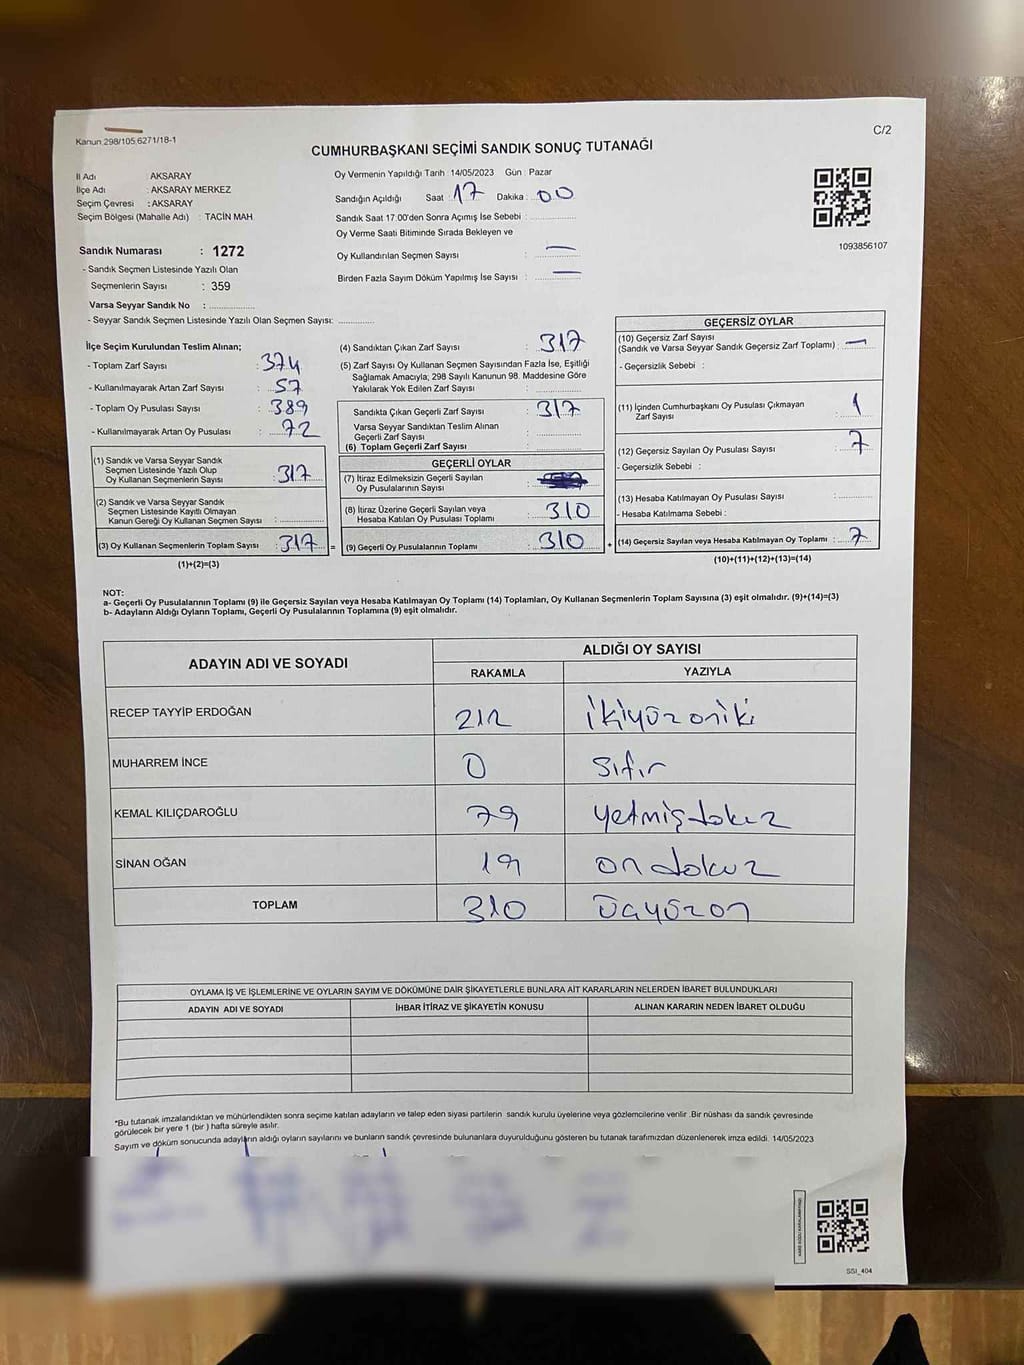 Kanun 298/105,6271/18-1
C/2
CUMHURBAŞKANI SEÇİMİ SANDIK SONUÇ TUTANAĞI
İl Adı : AKSARAY
İlçe Adı : AKSARAY MERKEZ
Seçim Çevresi : AKSARAY
Seçim Bölgesi (Mahalle Adı) : TACİN MAH.
Oy Vermenin Yapıldığı Tarih : 14/05/2023 Gün : Pazar
Sandığın Açıldığı Saat : 17 Dakika : 00
Sandık Saat 17:00'den Sonra Açımış İse Sebebi :
Oy Verme Saati Bitiminde Sırada Bekleyen ve
Oy Kullandırılan Seçmen Sayısı : —
Birden Fazla Sayım Döküm Yapılmış İse Sayısı : —
1093856107
Sandık Numarası : 1272
- Sandık Seçmen Listesinde Yazılı Olan
Seçmenlerin Sayısı : 359
Varsa Seyyar Sandık No :
- Seyyar Sandık Seçmen Listesinde Yazılı Olan Seçmen Sayısı:
İlçe Seçim Kurulundan Teslim Alınan;
- Toplam Zarf Sayısı : 374
- Kullanılmayarak Artan Zarf Sayısı : 57
- Toplam Oy Pusulası Sayısı : 389
- Kullanılmayarak Artan Oy Pusulası : 72
(1) Sandık ve Varsa Seyyar Sandık
Seçmen Listesinde Yazılı Olup
Oy Kullanan Seçmenlerin Sayısı : 317
(2) Sandık ve Varsa Seyyar Sandık
Seçmen Listesinde Kayıtlı Olmayan
Kanun Gereği Oy Kullanan Seçmen Sayısı :
(3) Oy Kullanan Seçmenlerin Toplam Sayısı : 317 =
(1)+(2)=(3)
(4) Sandıktan Çıkan Zarf Sayısı : 317
(5) Zarf Sayısı Oy Kullanan Seçmen Sayısından Fazla İse, Eşitliği
Sağlamak Amacıyla; 298 Sayılı Kanunun 98. Maddesine Göre
Yakılarak Yok Edilen Zarf Sayısı :
Sandıkta Çıkan Geçerli Zarf Sayısı : 317
Varsa Seyyar Sandıktan Teslim Alınan
Geçerli Zarf Sayısı :
(6) Toplam Geçerli Zarf Sayısı :
GEÇERLİ OYLAR
(7) İtiraz Edilmeksizin Geçerli Sayılan
Oy Pusulalarının Sayısı :
(8) İtiraz Üzerine Geçerli Sayılan veya
Hesaba Katılan Oy Pusulası Toplamı : 310
(9) Geçerli Oy Pusulalarının Toplamı : 310 +
GEÇERSİZ OYLAR
(10) Geçersiz Zarf Sayısı
(Sandık ve Varsa Seyyar Sandık Geçersiz Zarf Toplamı) : —
- Geçersizlik Sebebi :
(11) İçinden Cumhurbaşkanı Oy Pusulası Çıkmayan
Zarf Sayısı : 1
(12) Geçersiz Sayılan Oy Pusulası Sayısı : 7
- Geçersizlik Sebebi :
(13) Hesaba Katılmayan Oy Pusulası Sayısı :
- Hesaba Katılmama Sebebi :
(14) Geçersiz Sayılan veya Hesaba Katılmayan Oy Toplamı : 7
(10)+(11)+(12)+(13)=(14)
NOT:
a- Geçerli Oy Pusulalarının Toplamı (9) ile Geçersiz Sayılan veya Hesaba Katılmayan Oy Toplamı (14) Toplamları, Oy Kullanan Seçmenlerin Toplam Sayısına (3) eşit olmalıdır. (9)+(14)=(3)
b- Adayların Aldığı Oyların Toplamı, Geçerli Oy Pusulalarının Toplamına (9) eşit olmalıdır.
ADAYIN ADI VE SOYADI ALDIĞI OY SAYISI
RAKAMLA YAZIYLA
RECEP TAYYİP ERDOĞAN 212 ikiyüzoniki
MUHARREM İNCE 0 Sıfır
KEMAL KILIÇDAROĞLU 79 yetmişdokuz
SİNAN OĞAN 19 ondokuz
TOPLAM 310 üçyüzon
OYLAMA İŞ VE İŞLEMLERİNE VE OYLARIN SAYIM VE DÖKÜMÜNE DAİR ŞİKAYETLERLE BUNLARA AİT KARARLARIN NELERDEN İBARET BULUNDUKLARI
ADAYIN ADI VE SOYADI İHBAR İTİRAZ VE ŞİKAYETİN KONUSU ALINAN KARARIN NEDEN İBARET OLDUĞU
*Bu tutanak imzalandıktan ve mühürlendikten sonra seçime katılan adayların ve talep eden siyasi partilerin sandık kurulu üyelerine veya gözlemcilerine verilir .Bir nüshası da sandık çevresinde
görülecek bir yere 1 (bir ) hafta süreyle asılır.
Sayım ve döküm sonucunda adayların aldığı oyların sayılarını ve bunların sandık çevresinde bulunanlara duyurulduğunu gösteren bu tutanak tarafımızdan düzenlenerek imza edildi. 14/05/2023
SSI_404